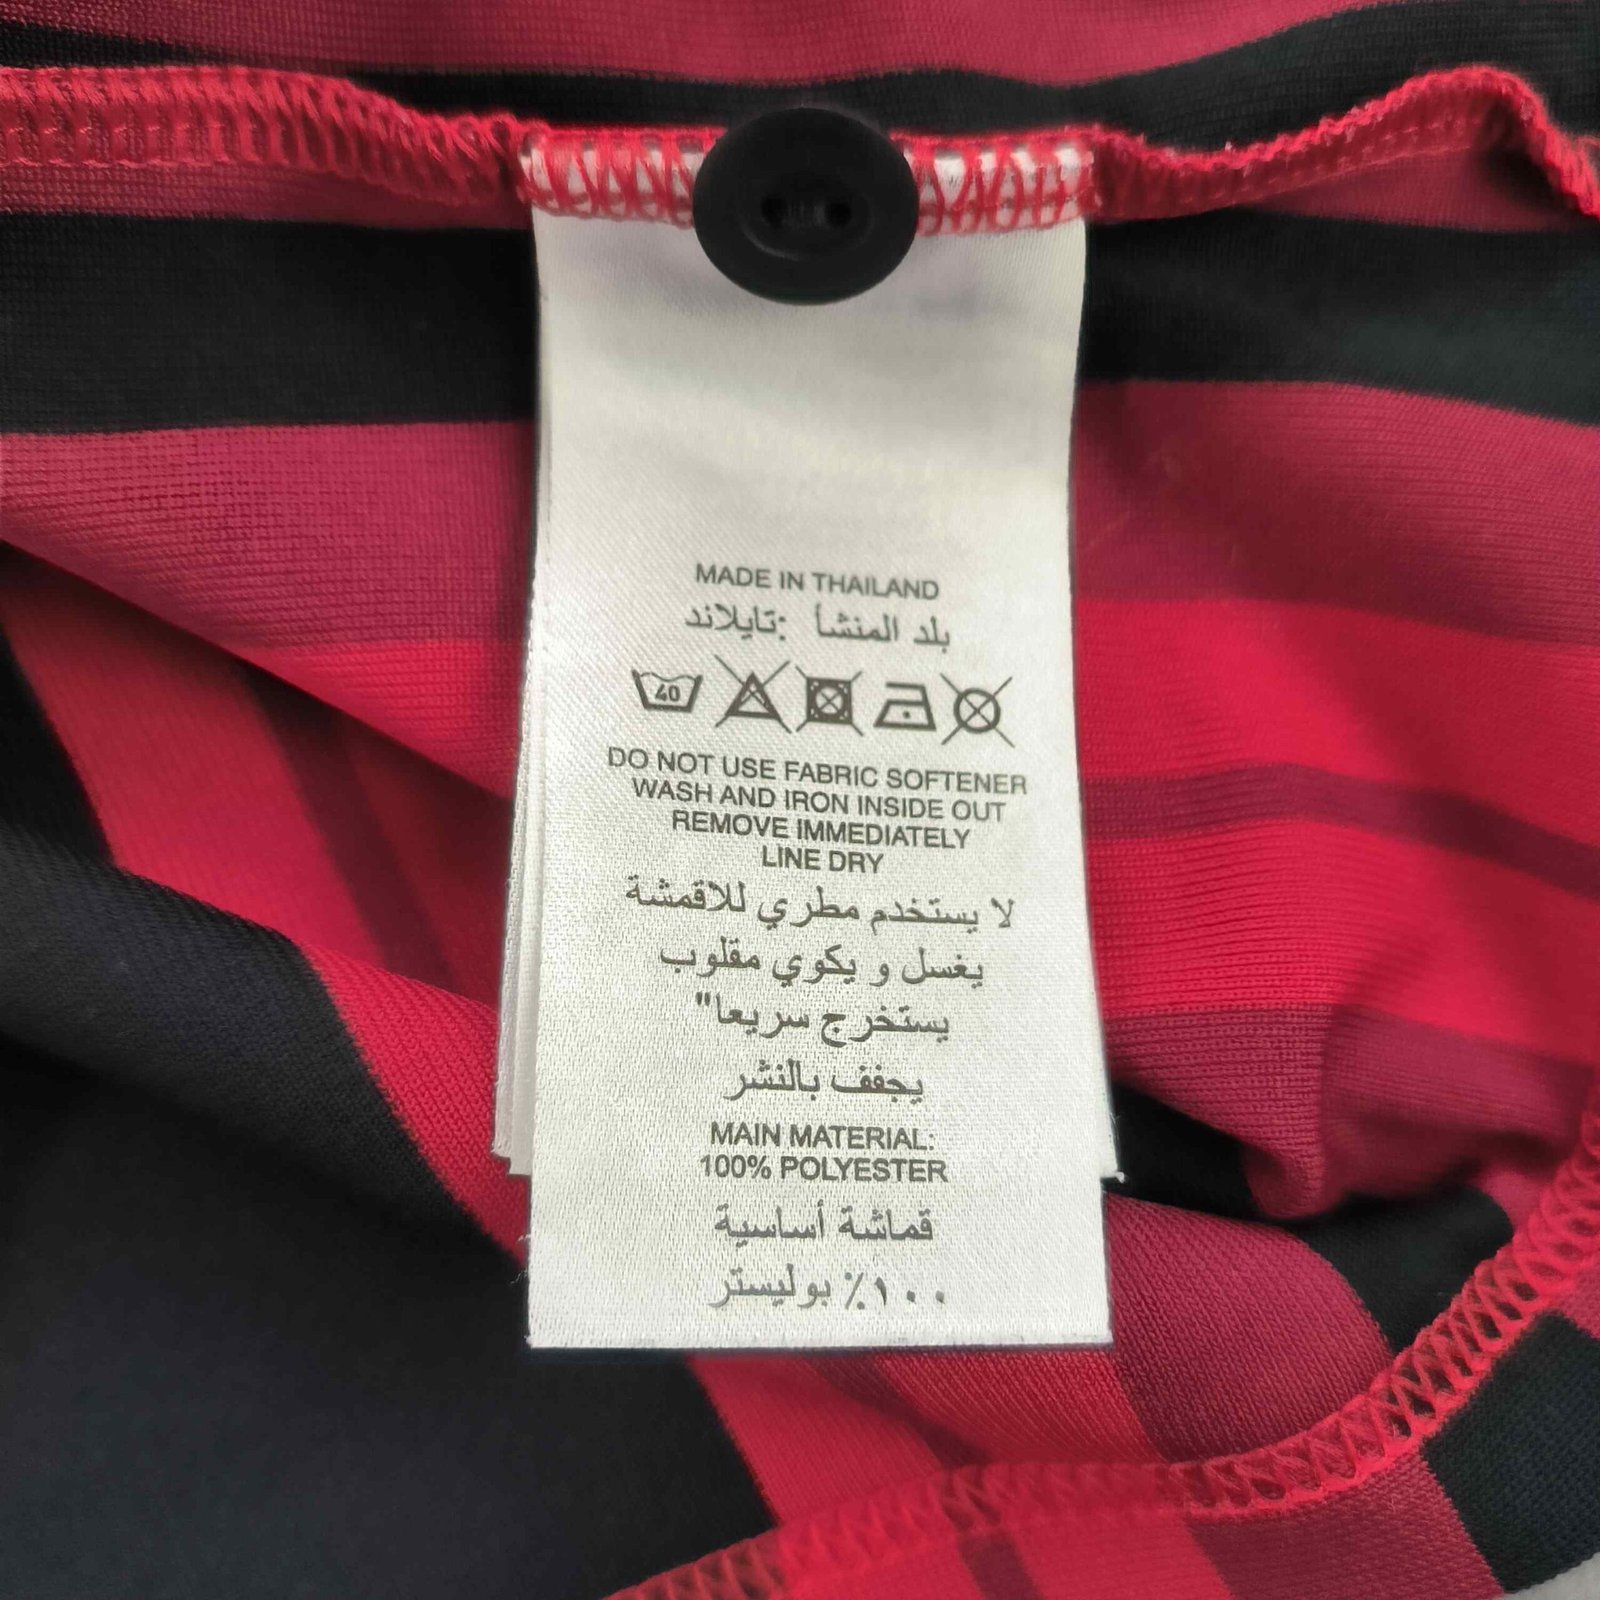 MADE IN THAILAND
بلد المنشأ :تايلاند
40
DO NOT USE FABRIC SOFTENER
WASH AND IRON INSIDE OUT
REMOVE IMMEDIATELY
LINE DRY
لا يستخدم مطري للاقمشة
يغسل و يكوي مقلوب
يستخرج سريعا"
يجفف بالنشر
MAIN MATERIAL:
100% POLYESTER
قماشة أساسية
١٠٠٪ بوليستر